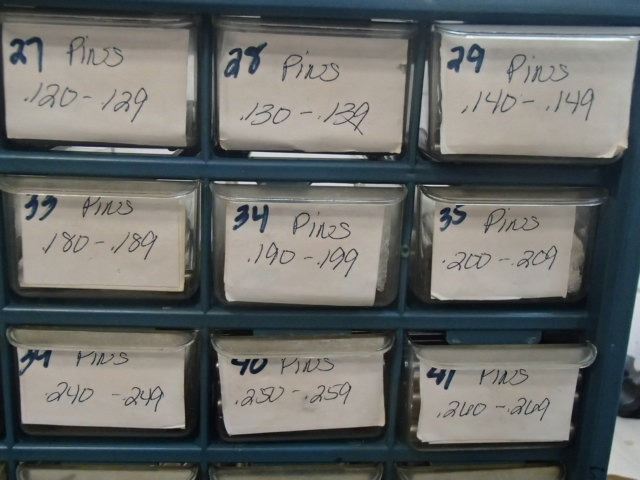 27 Pins
.120 - .129
28 Pins
.130 - .139
29 Pins
.140 - .149
33 Pins
.180 - .189
34 Pins
.190 - .199
35 Pins
.200 - .209
39 Pins
.240 - .249
40 Pins
.250 - .259
41 Pins
.260 - .269